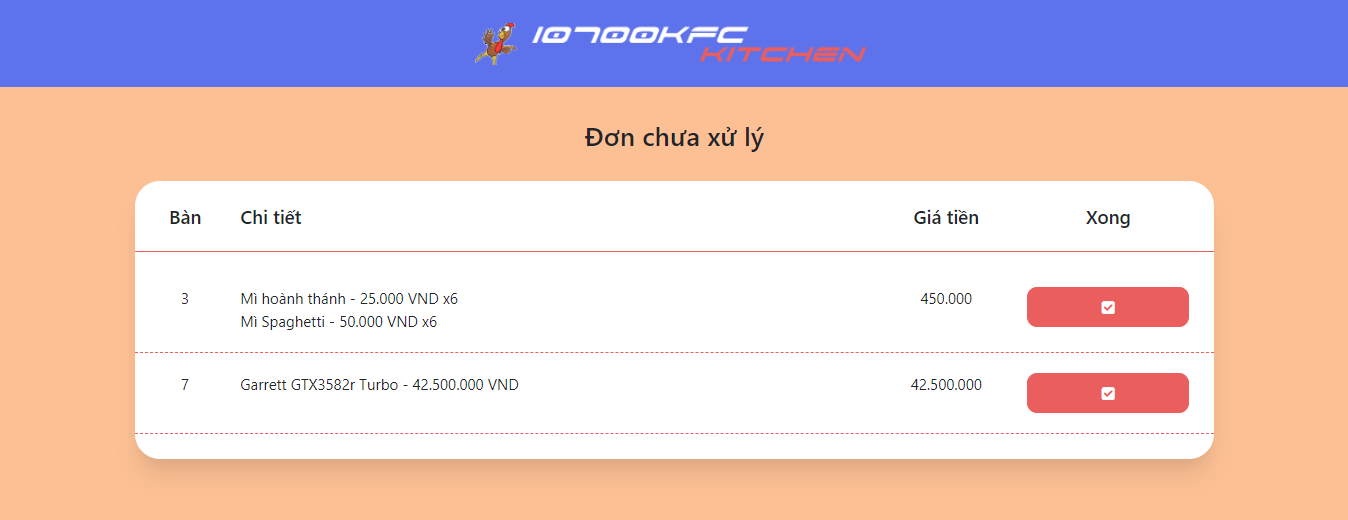 10700KFC
KITCHEN
Đơn chưa xử lý
Bàn Chi tiết Giá tiền Xong
3 Mì hoành thánh - 25.000 VND x6 450.000
Mì Spaghetti - 50.000 VND x6
7 Garrett GTX3582r Turbo - 42.500.000 VND 42.500.000